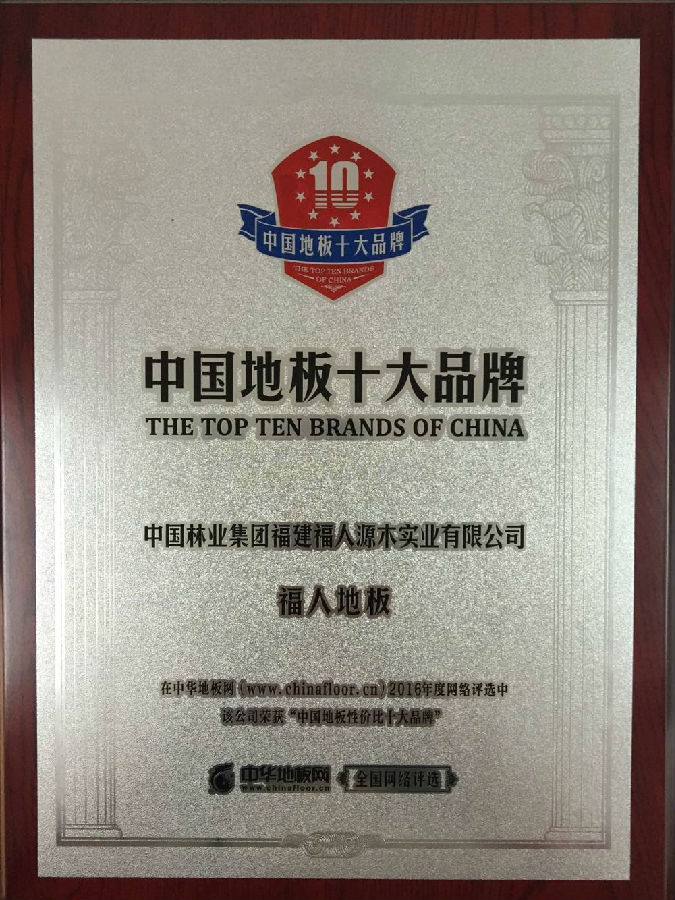 10
中国地板十大品牌
THE TOP TEN BRANDS
OF CHINA
中国地板十大品牌
THE TOP TEN BRANDS OF CHINA
中国林业集团福建福人源木实业有限公司
福人地板
在中华地板网(www.chinafloor.cn)2016年度网络评选中
该公司荣获“中国地板性价比十大品牌”
中华地板网 全国网络评选
www.chinafloor.cn